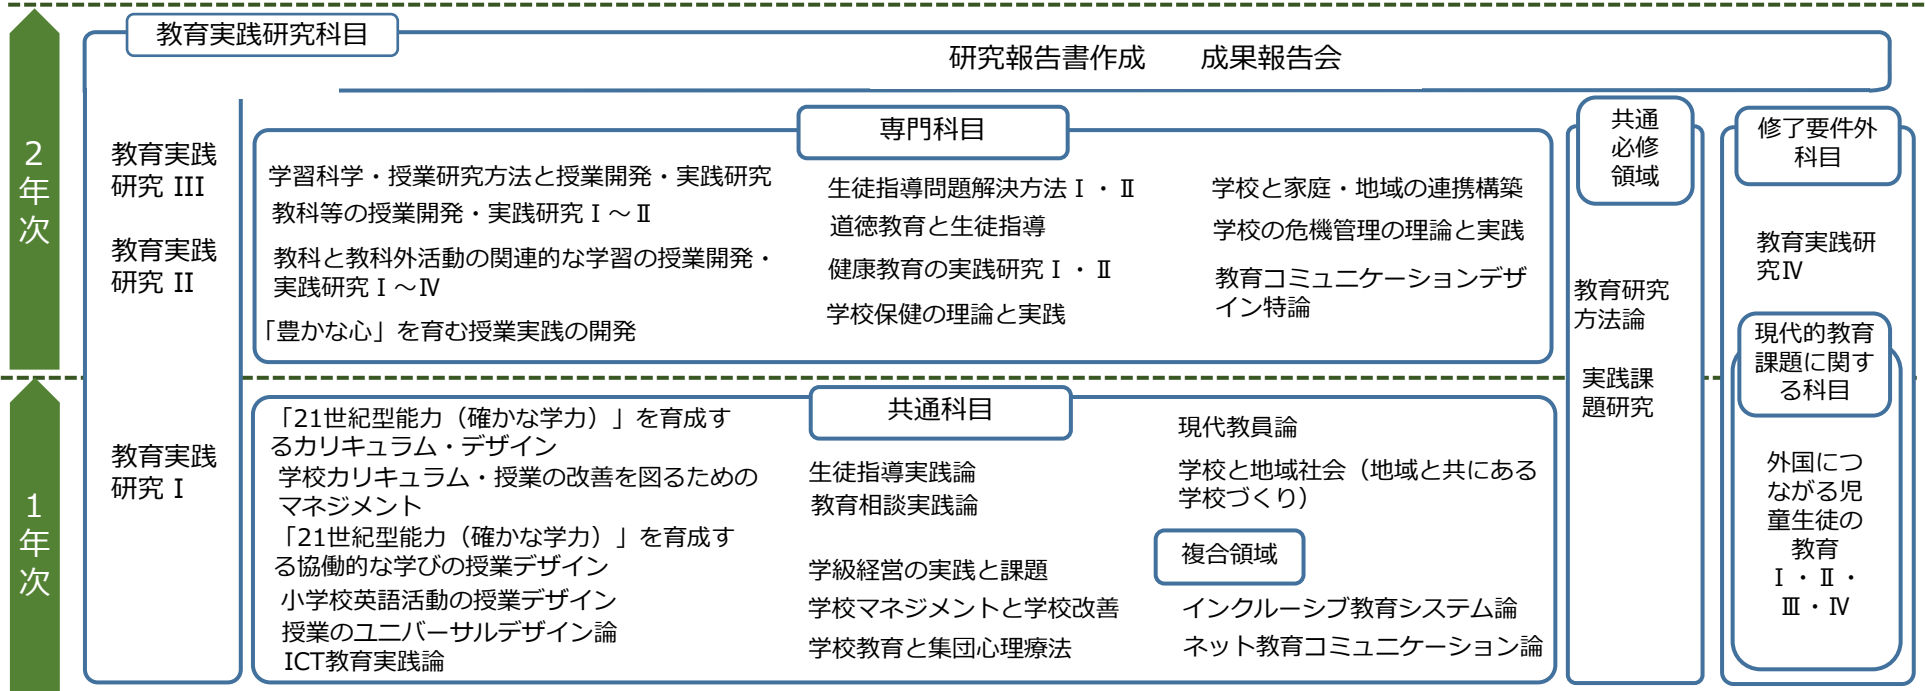 教育実践研究科目
研究報告書作成　成果報告会
2
年
次
教育実践
研究 III
教育実践
研究 II
専門科目
学習科学・授業研究方法と授業開発・実践研究
教科等の授業開発・実践研究Ⅰ～Ⅱ
教科と教科外活動の関連的な学習の授業開発・
実践研究Ⅰ～Ⅳ
「豊かな心」を育む授業実践の開発
生徒指導問題解決方法Ⅰ・Ⅱ
道徳教育と生徒指導
健康教育の実践研究Ⅰ・Ⅱ
学校保健の理論と実践
学校と家庭・地域の連携構築
学校の危機管理の理論と実践
教育コミュニケーションデザ
イン特論
1
年
次
教育実践
研究 I
共通科目
「21世紀型能力（確かな学力）」を育成す
るカリキュラム・デザイン
学校カリキュラム・授業の改善を図るための
マネジメント
「21世紀型能力（確かな学力）」を育成す
る協働的な学びの授業デザイン
小学校英語活動の授業デザイン
授業のユニバーサルデザイン論
ICT教育実践論
生徒指導実践論
教育相談実践論
学級経営の実践と課題
学校マネジメントと学校改善
学校教育と集団心理療法
現代教員論
学校と地域社会（地域と共にある
学校づくり）
複合領域
インクルーシブ教育システム論
ネット教育コミュニケーション論
共通
必修
領域
教育研究
方法論
実践課
題研究
修了要件外
科目
教育実践研
究Ⅳ
現代的教育
課題に関す
る科目
外国につ
ながる児
童生徒の
教育
Ⅰ・Ⅱ・
Ⅲ・Ⅳ